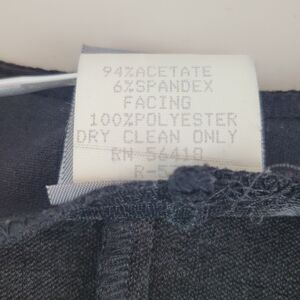 94%ACETATE
6%SPANDEX
FACING
100%POLYESTER
DRY CLEAN ONLY
RN 56419